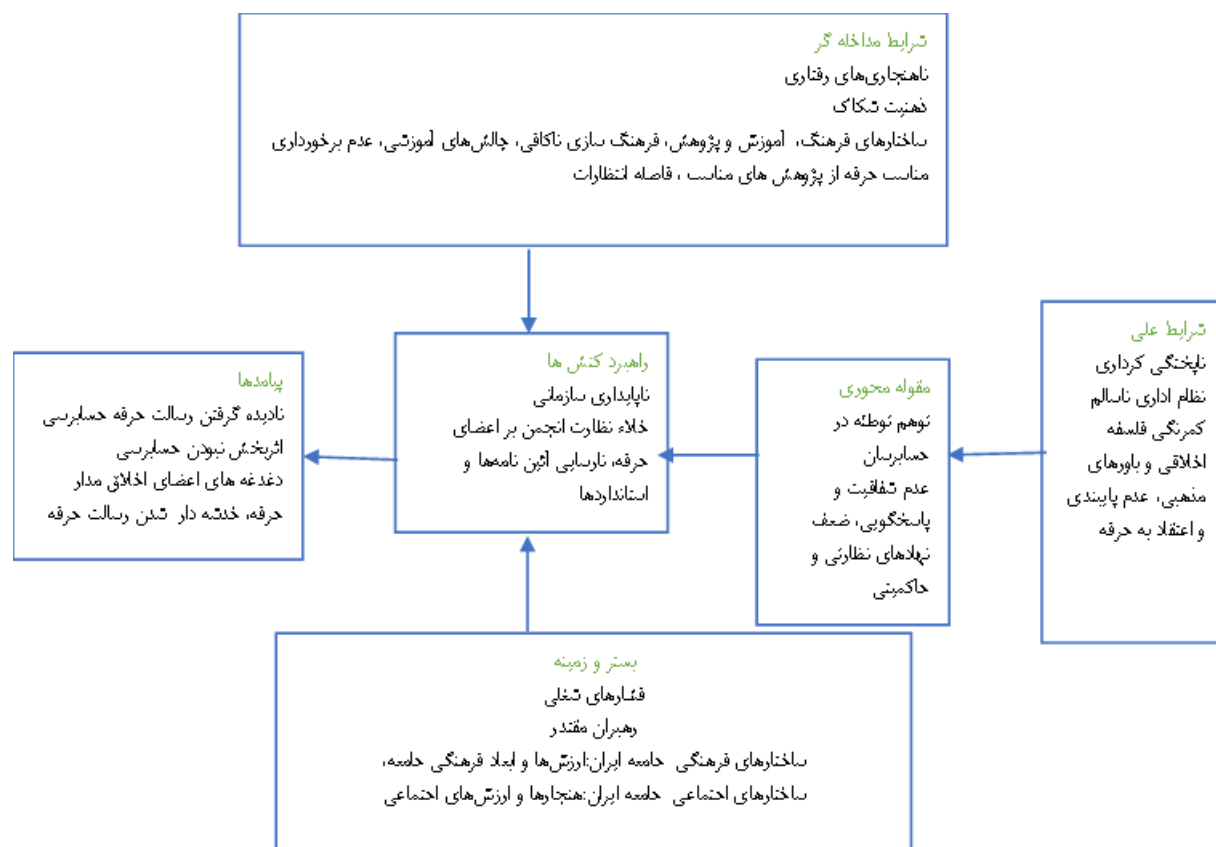 شرایط مداخله گر
ناهنجاری‌های رفتاری
ذهنیت شکاک
ساختارهای فرهنگ، آموزش و پژوهش، فرهنگ سازی ناکافی، چالش‌های آموزشی، عدم برخورداری
مناسب حرفه از پژوهش های مناسب ، فاصله انتظارات
شرایط علی
ناپختگی کرداری
نظام اداری ناسالم
کمرنگی فلسفه
اخلاقی و باورهای
مذهبی، عدم پایبندی
و اعتقاد به حرفه
مقوله محوری
توهم توطئه در
حسابرسان
عدم شفافیت و
پاسخگویی، ضعف
نهادهای نظارتی و
حاکمیتی
راهبرد کنش ها
ناپایداری سازمانی
خلاء نظارت انجمن بر اعضای
حرفه، نارسایی آئین نامه‌ها و
استانداردها
پیامدها
نادیده گرفتن رسالت حرفه حسابرسی
اثربخش نبودن حسابرسی
دغدغه های اعضای اخلاق مدار
حرفه، خدشه دار شدن رسالت حرفه
بستر و زمینه
فشارهای شغلی
رهبران مقتدر
ساختارهای فرهنگی جامعه ایران:ارزش‌ها و ابعاد فرهنگی جامعه،
ساختارهای اجتماعی جامعه ایران:هنجارها و ارزش‌های اجتماعی